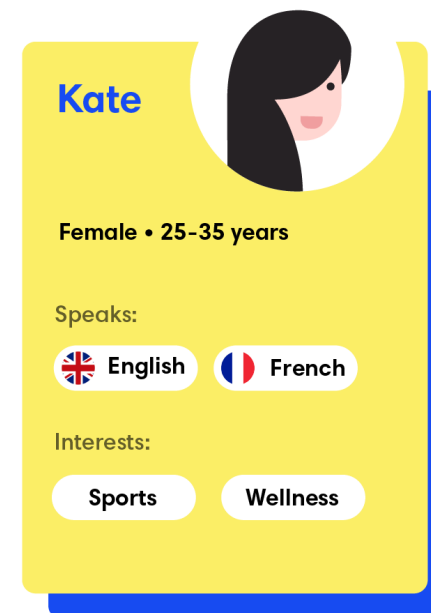 Kate
Female • 25-35 years
Speaks:
English French
Interests:
Sports Wellness